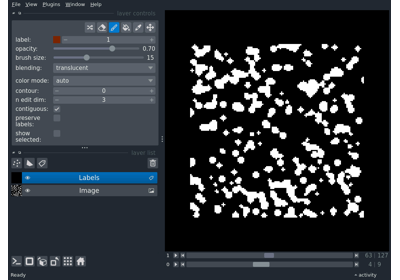 File View Plugins Window Help
layer controls
label: 1
opacity: 0.70
brush size: 15
blending: translucent
color mode: auto
contour: 0
n edit dim: 3
contiguous:
preserve
labels:
show
selected:
layer list
Labels
Image
1 63 127
0 4 9
Ready
activity